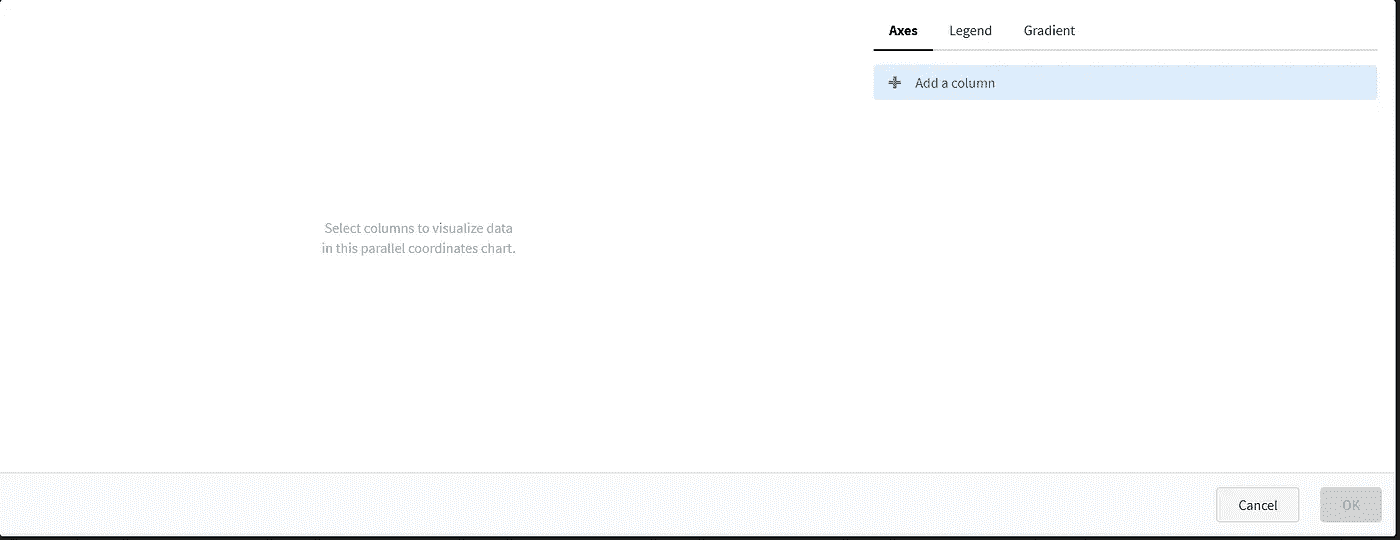 Axes Legend Gradient
Add a column
Select columns to visualize data
in this parallel coordinates chart.
Cancel OK